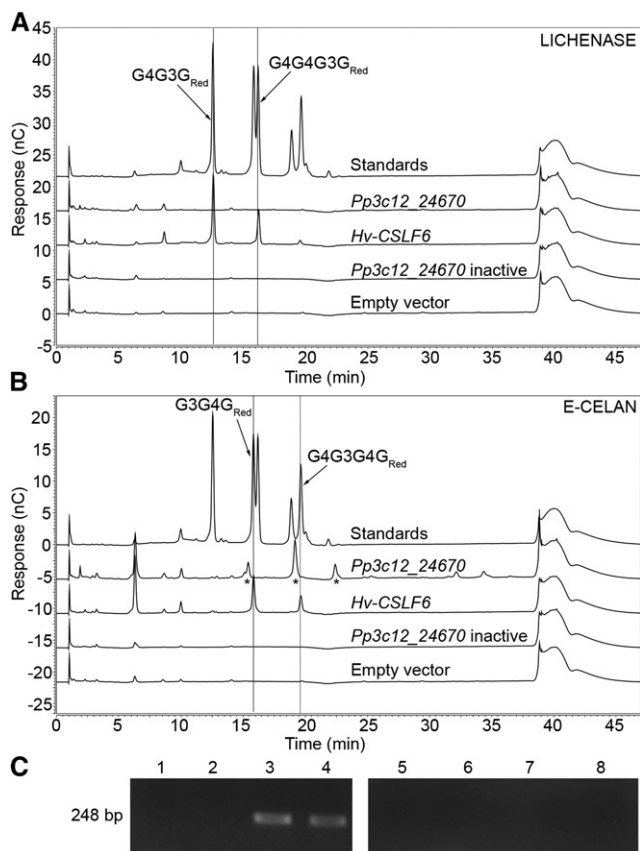 A
LICHENASE
Response (nC)
45
40
35
30
25
20
15
10
5
0
-5
G4G3GRed
G4G4G3GRed
Standards
Pp3c12_24670
Hv-CSLF6
Pp3c12_24670 inactive
Empty vector
0 5 10 15 20 25 30 35 40 45
Time (min)
B
E-CELAN
Response (nC)
20
15
10
5
0
-5
-10
-15
-20
-25
G3G4GRed
G4G3G4GRed
Standards
Pp3c12_24670
* * *
Hv-CSLF6
Pp3c12_24670 inactive
Empty vector
0 5 10 15 20 25 30 35 40 45
Time (min)
C
1 2 3 4 5 6 7 8
248 bp